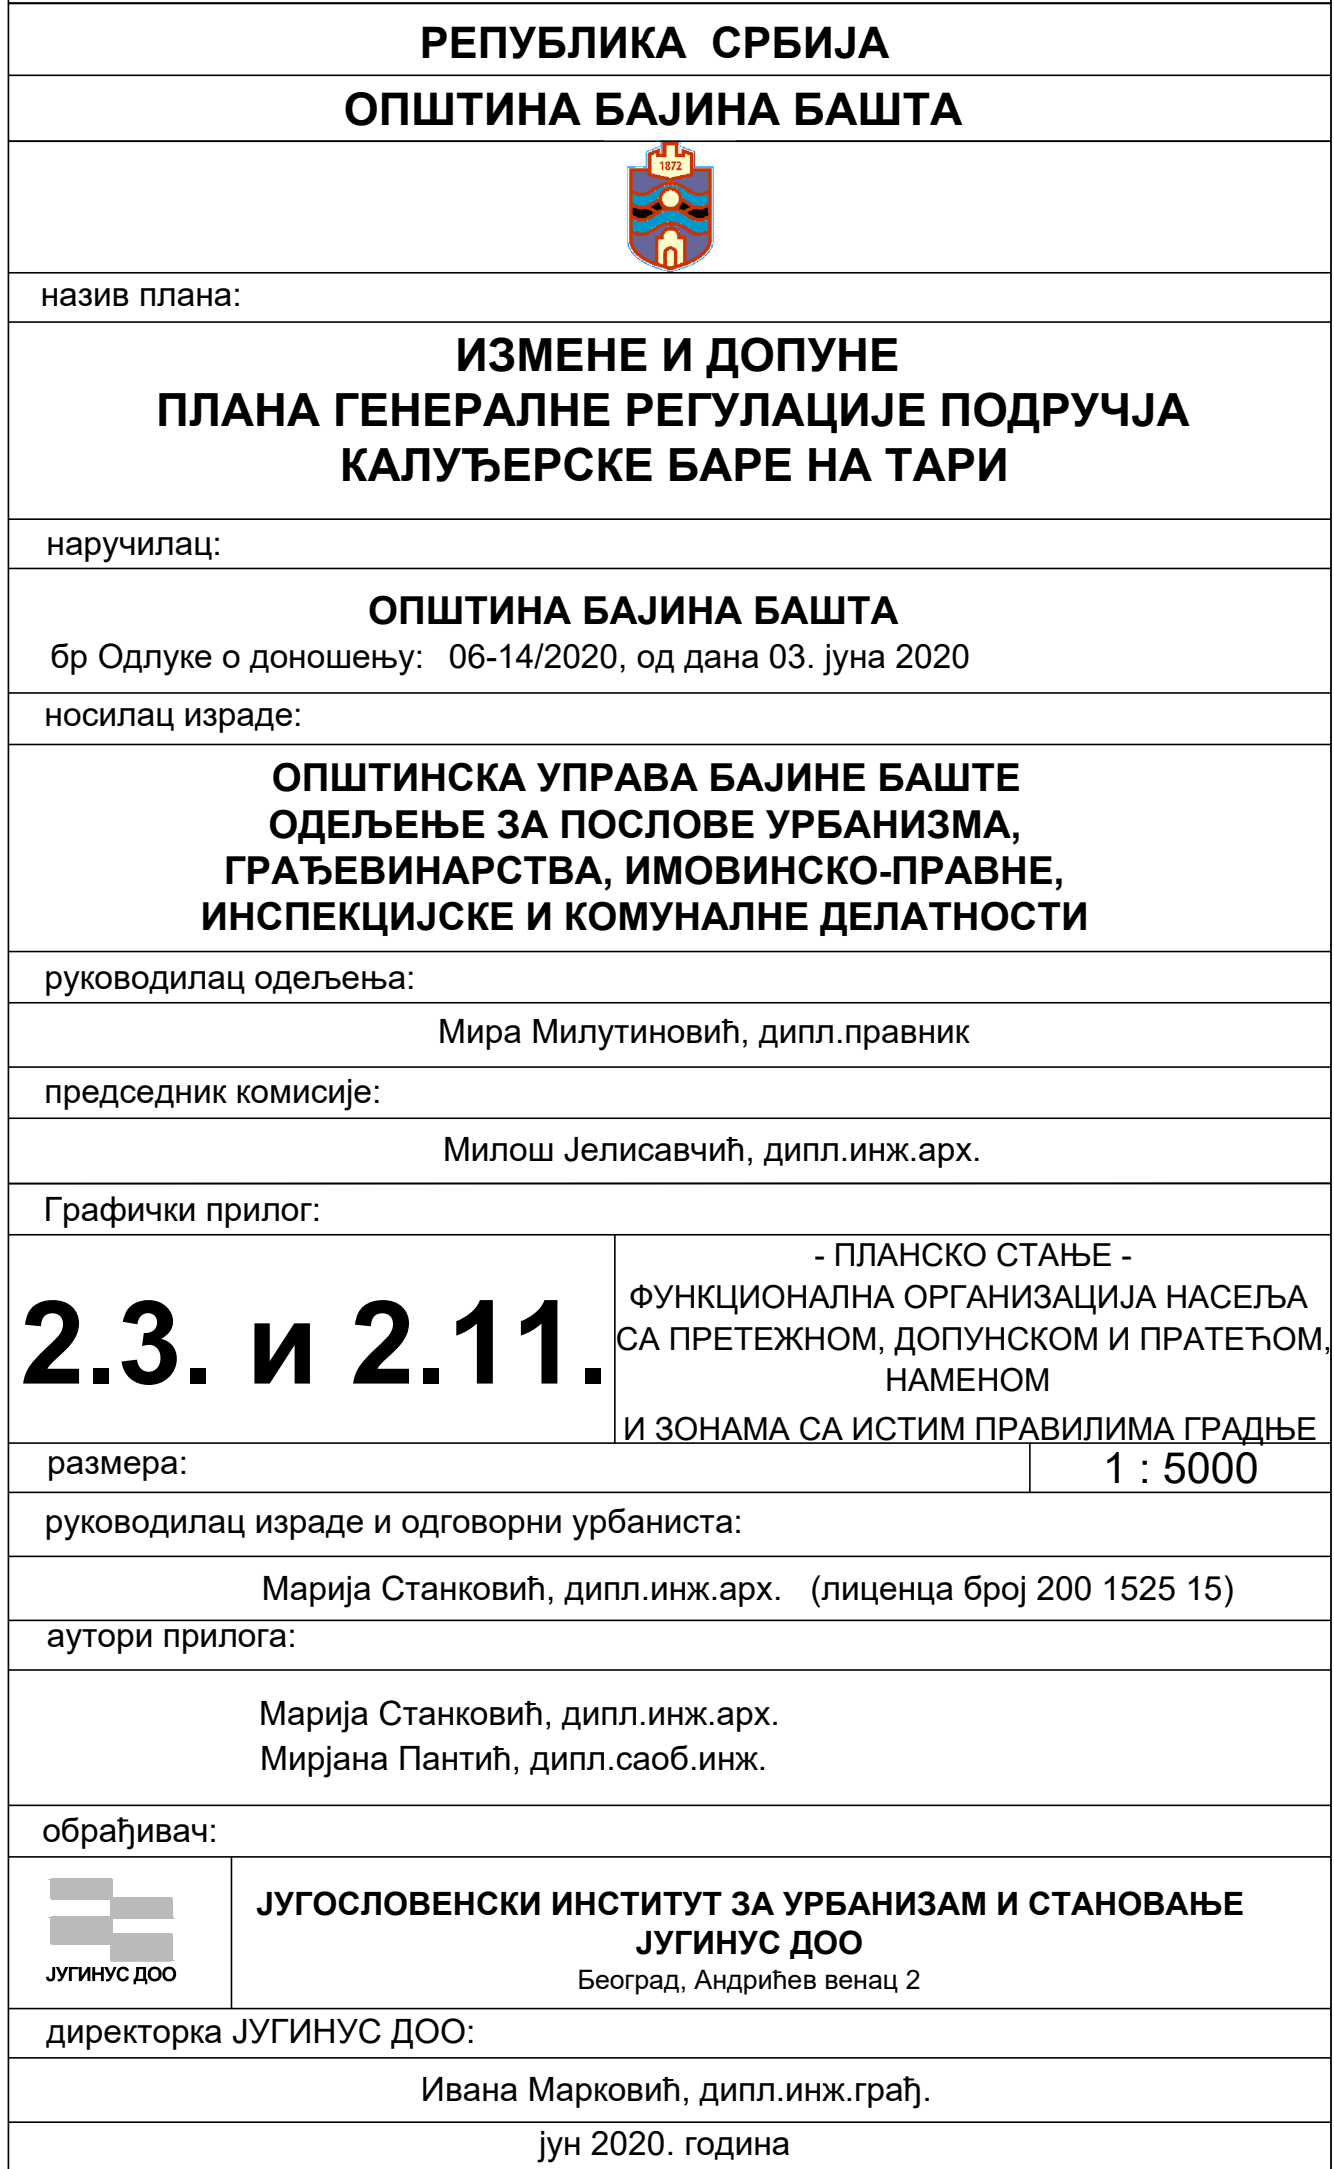 РЕПУБЛИКА СРБИЈА
ОПШТИНА БАЈИНА БАШТА
1872
назив плана:
ИЗМЕНЕ И ДОПУНЕ
ПЛАНА ГЕНЕРАЛНЕ РЕГУЛАЦИЈЕ ПОДРУЧЈА
КАЛУЂЕРСКЕ БАРЕ НА ТАРИ
наручилац:
ОПШТИНА БАЈИНА БАШТА
бр Одлуке о доношењу: 06-14/2020, од дана 03. јуна 2020
носилац израде:
ОПШТИНСКА УПРАВА БАЈИНЕ БАШТЕ
ОДЕЉЕЊЕ ЗА ПОСЛОВЕ УРБАНИЗМА,
ГРАЂЕВИНАРСТВА, ИМОВИНСКО-ПРАВНЕ,
ИНСПЕКЦИЈСКЕ И КОМУНАЛНЕ ДЕЛАТНОСТИ
руководилац одељења:
Мира Милутиновић, дипл.правник
председник комисије:
Милош Јелисавчић, дипл.инж.арх.
Графички прилог:
2.3. и 2.11.
- ПЛАНСКО СТАЊЕ -
ФУНКЦИОНАЛНА ОРГАНИЗАЦИЈА НАСЕЉА
СА ПРЕТЕЖНОМ, ДОПУНСКОМ И ПРАТЕЋОМ,
НАМЕНОМ
И ЗОНАМА СА ИСТИМ ПРАВИЛИМА ГРАДЊЕ
размера:
1 : 5000
руководилац израде и одговорни урбаниста:
Марија Станковић, дипл.инж.арх. (лиценца број 200 1525 15)
аутори прилога:
Марија Станковић, дипл.инж.арх.
Мирјана Пантић, дипл.саоб.инж.
обрађивач:
ЈУГИНУС ДОО
ЈУГОСЛОВЕНСКИ ИНСТИТУТ ЗА УРБАНИЗАМ И СТАНОВАЊЕ
ЈУГИНУС ДОО
Београд, Андрићев венац 2
директорка ЈУГИНУС ДОО:
Ивана Марковић, дипл.инж.грађ.
јун 2020. година